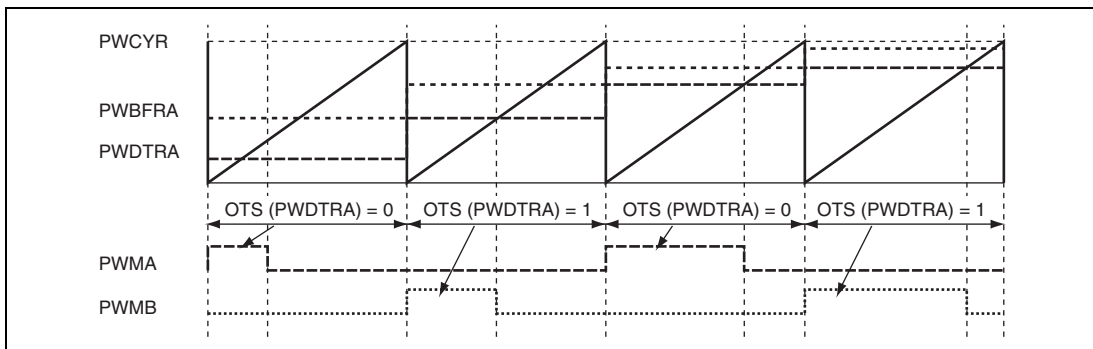 PWCYR
PWBFRA
PWDTRA
OTS (PWDTRA) = 0 OTS (PWDTRA) = 1 OTS (PWDTRA) = 0 OTS (PWDTRA) = 1
PWMA
PWMB